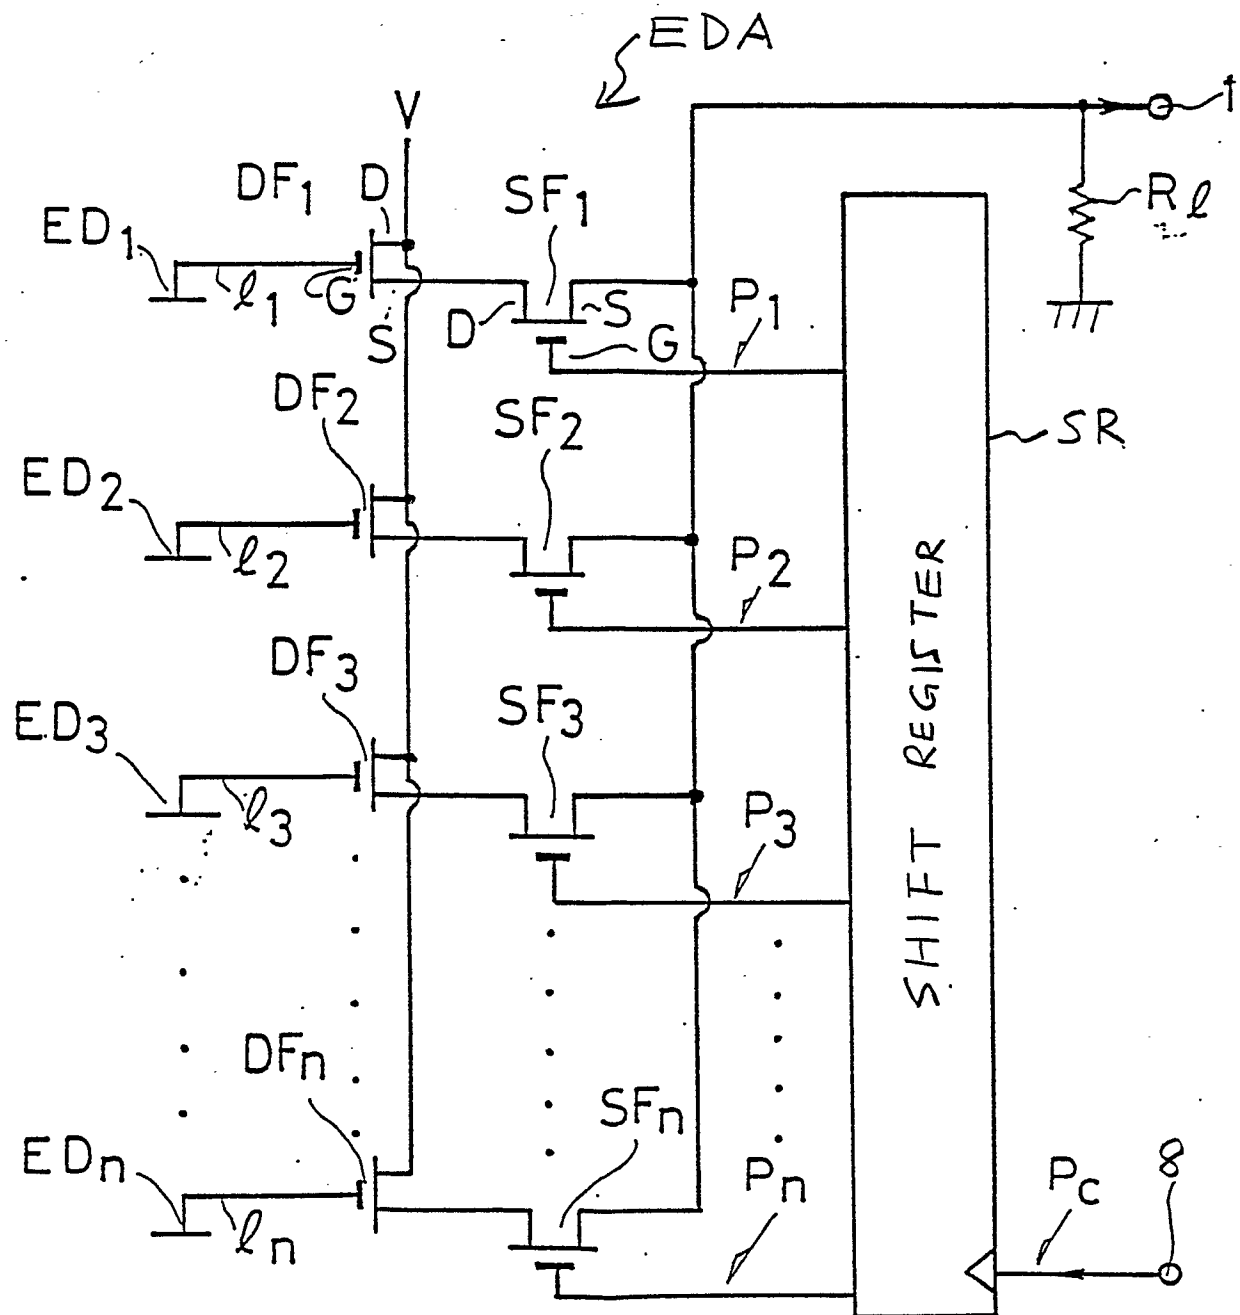 EDA
V
1
DF1
D
SF1
Rℓ
ED1
ℓ1
G
S
D
S
G
P1
DF2
SF2
SR
ED2
ℓ2
P2
DF3
SF3
ED3
ℓ3
P3
SHIFT REGISTER
DFn
SFn
EDn
ℓn
Pn
Pc
8